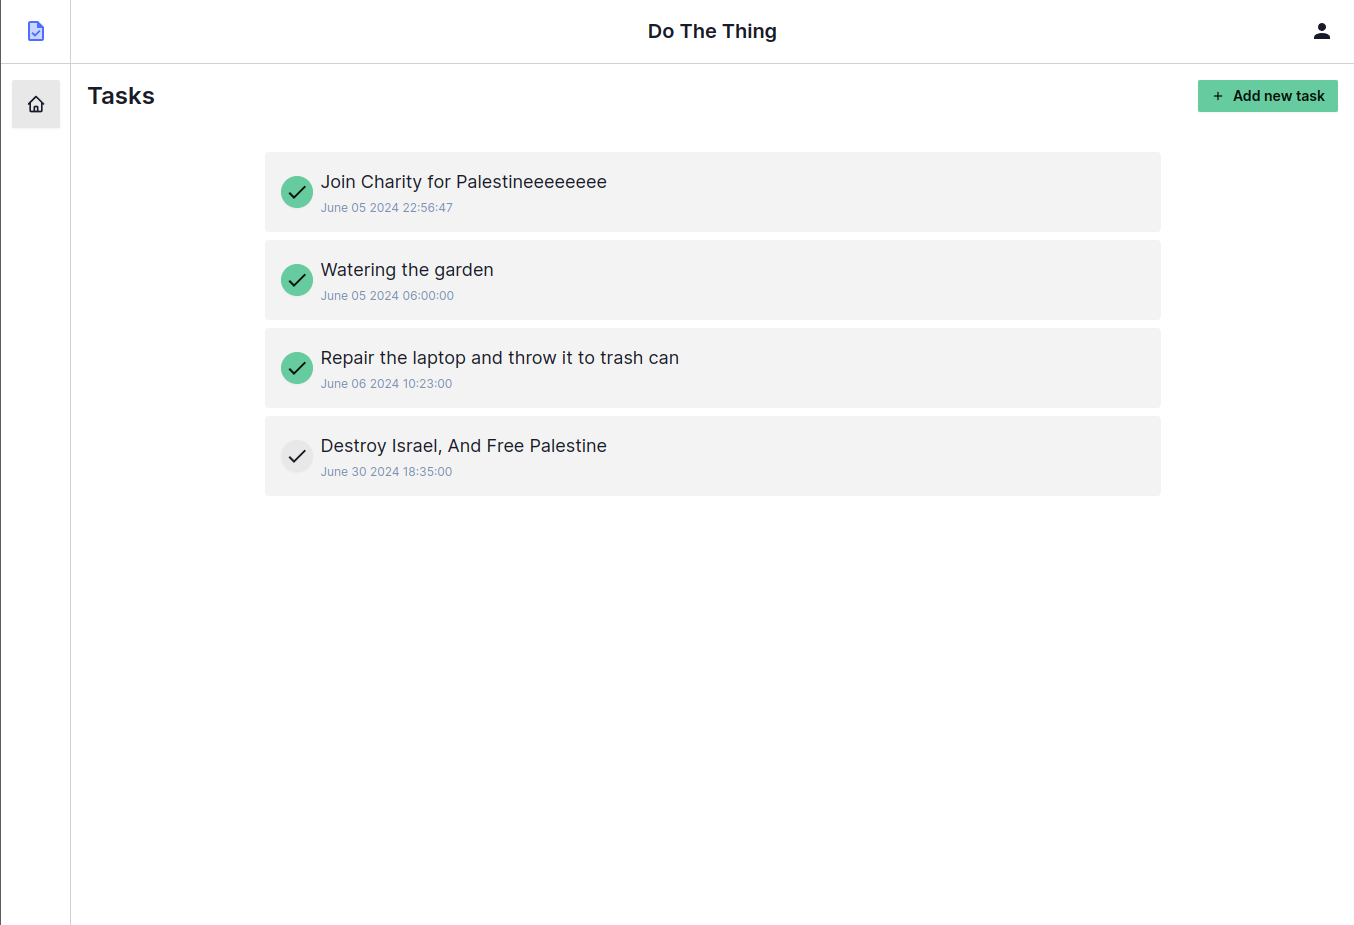 Do The Thing
Tasks
+ Add new task
Join Charity for Palestineeeeeeee
June 05 2024 22:56:47
Watering the garden
June 05 2024 06:00:00
Repair the laptop and throw it to trash can
June 06 2024 10:23:00
Destroy Israel, And Free Palestine
June 30 2024 18:35:00